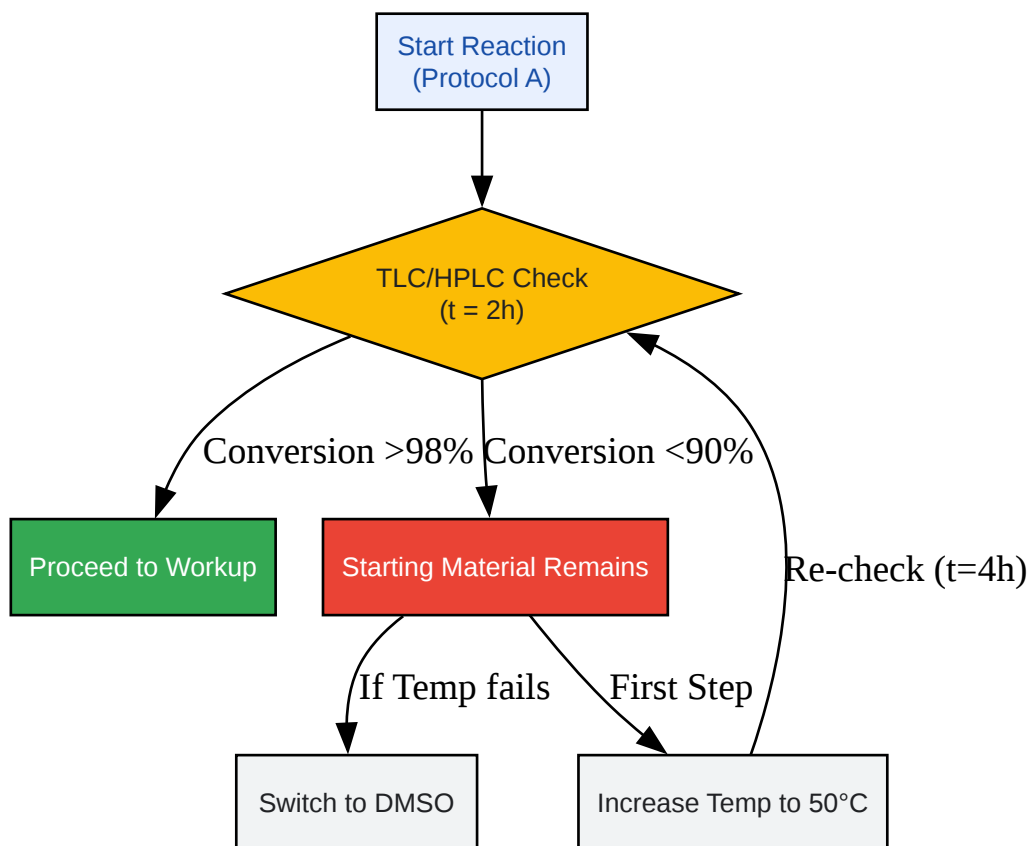 Start Reaction
(Protocol A)
TLC/HPLC Check
(t = 2h)
Conversion >98%
Conversion <90%
Proceed to Workup
Starting Material Remains
Re-check (t=4h)
If Temp fails
First Step
Switch to DMSO
Increase Temp to 50°C